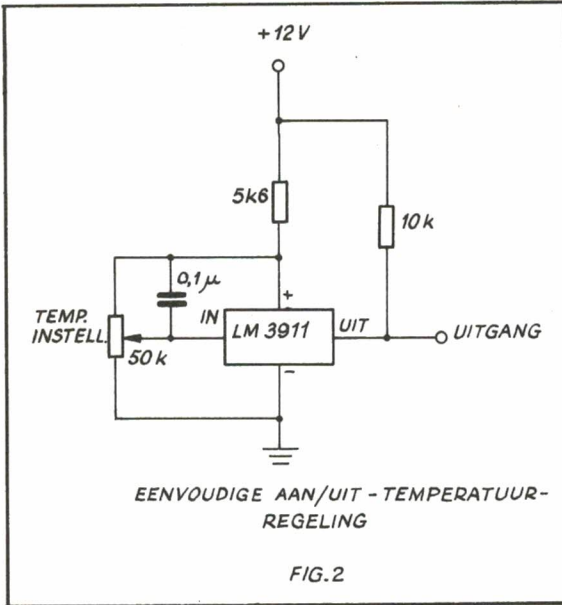 +12V
5k6
10k
0,1µ
TEMP.
INSTELL.
50k
IN
+
LM 3911
-
UIT
UITGANG
EENVOUDIGE AAN/UIT - TEMPERATUUR-
REGELING
FIG.2